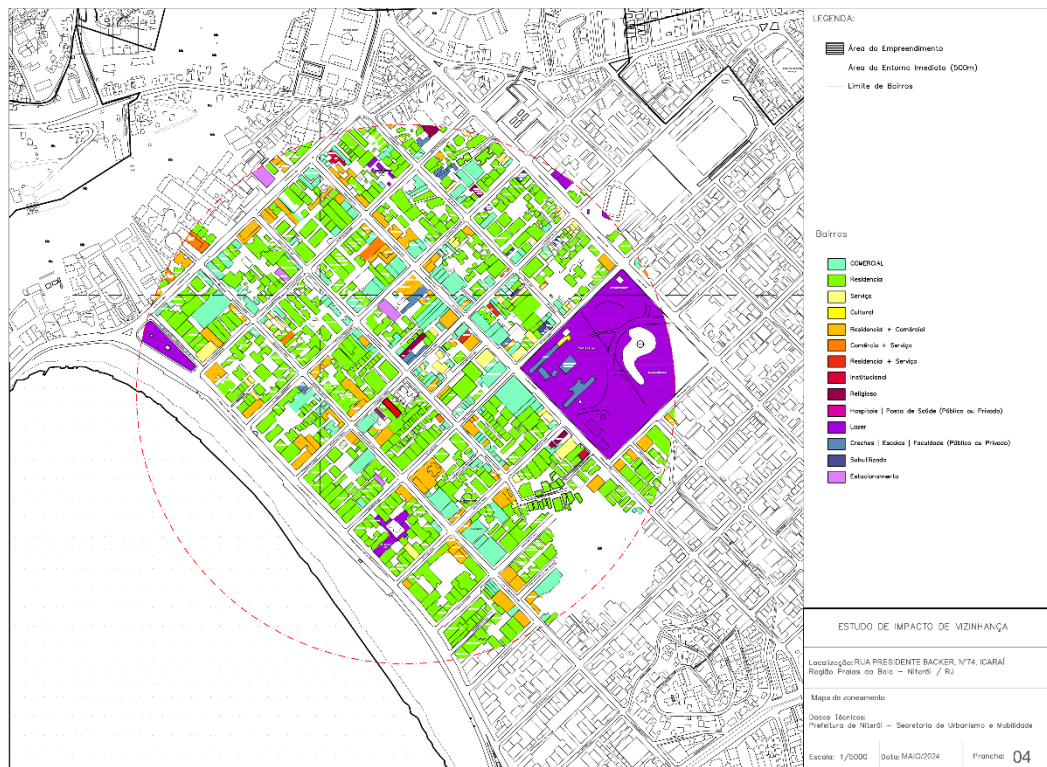 LEGENDA:
Área do Empreendimento
Área do Entorno Imediato (500m)
Limite de Bairros
Bairros
COMERCIAL
Residencial
Serviço
Cultural
Residencial + Comércial
Comércio + Serviço
Residencial + Serviço
Institucional
Religioso
Hospitais | Posto de Saúde (Público ou Privado)
Lazer
Creches | Escolas | Faculdade (Público ou Privado)
Subutilizado
Estacionamento
ESTUDO DE IMPACTO DE VIZINHANÇA
Localização: RUA PRESIDENTE BACKER, N°74, ICARAÍ
Região Praias da Baía – Niterói / RJ
Mapa de zoneamento
Dados Técnicos:
Prefeitura de Niterói – Secretaria de Urbanismo e Mobilidade
Escala: 1/5000 Data: MAIO/2024 Prancha: 04